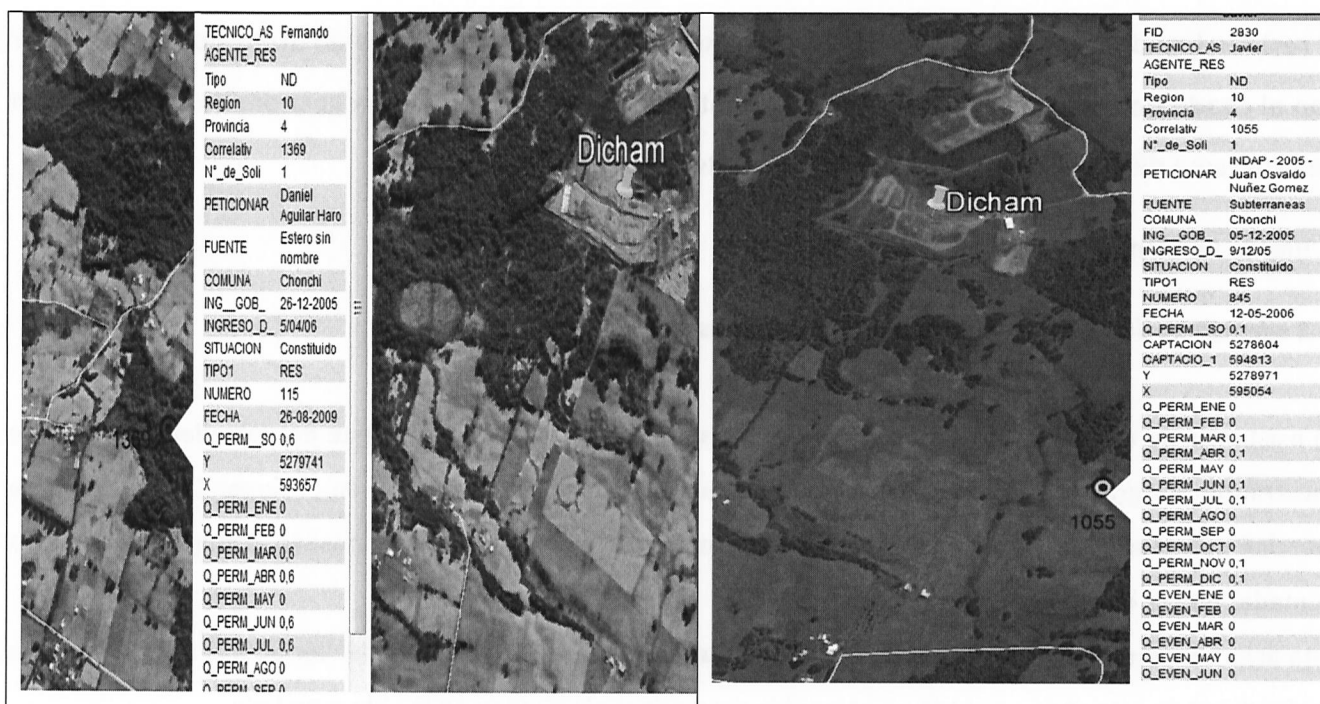 TECNICO_AS Fernando
AGENTE_RES
Tipo ND
Region 10
Provincia 4
Correlativ 1369
N°_de_Soli 1
PETICIONAR Daniel
Aguilar Haro
FUENTE Estero sin
nombre
COMUNA Chonchi
ING__GOB_ 26-12-2005
INGRESO_D_ 5/04/06
SITUACION Constituido
TIPO1 RES
NUMERO 115
FECHA 26-08-2009
Q_PERM__SO 0,6
Y 5279741
X 593657
Q_PERM_ENE 0
Q_PERM_FEB 0
Q_PERM_MAR 0,6
Q_PERM_ABR 0,6
Q_PERM_MAY 0
Q_PERM_JUN 0,6
Q_PERM_JUL 0,6
Q_PERM_AGO 0
Q_PERM_SEP 0
Dicham
Dicham
1055
Javier
FID 2830
TECNICO_AS Javier
AGENTE_RES
Tipo ND
Region 10
Provincia 4
Correlativ 1055
N°_de_Soli 1
PETICIONAR INDAP - 2005 -
Juan Osvaldo
Nuñez Gomez
FUENTE Subterraneas
COMUNA Chonchi
ING__GOB_ 05-12-2005
INGRESO_D_ 9/12/05
SITUACION Constituido
TIPO1 RES
NUMERO 845
FECHA 12-05-2006
Q_PERM__SO 0,1
CAPTACION 5278604
CAPTACIO_1 594813
Y 5278971
X 595054
Q_PERM_ENE 0
Q_PERM_FEB 0
Q_PERM_MAR 0,1
Q_PERM_ABR 0,1
Q_PERM_MAY 0
Q_PERM_JUN 0,1
Q_PERM_JUL 0,1
Q_PERM_AGO 0
Q_PERM_SEP 0
Q_PERM_OCT 0
Q_PERM_NOV 0,1
Q_PERM_DIC 0,1
Q_EVEN_ENE 0
Q_EVEN_FEB 0
Q_EVEN_MAR 0
Q_EVEN_ABR 0
Q_EVEN_MAY 0
Q_EVEN_JUN 0